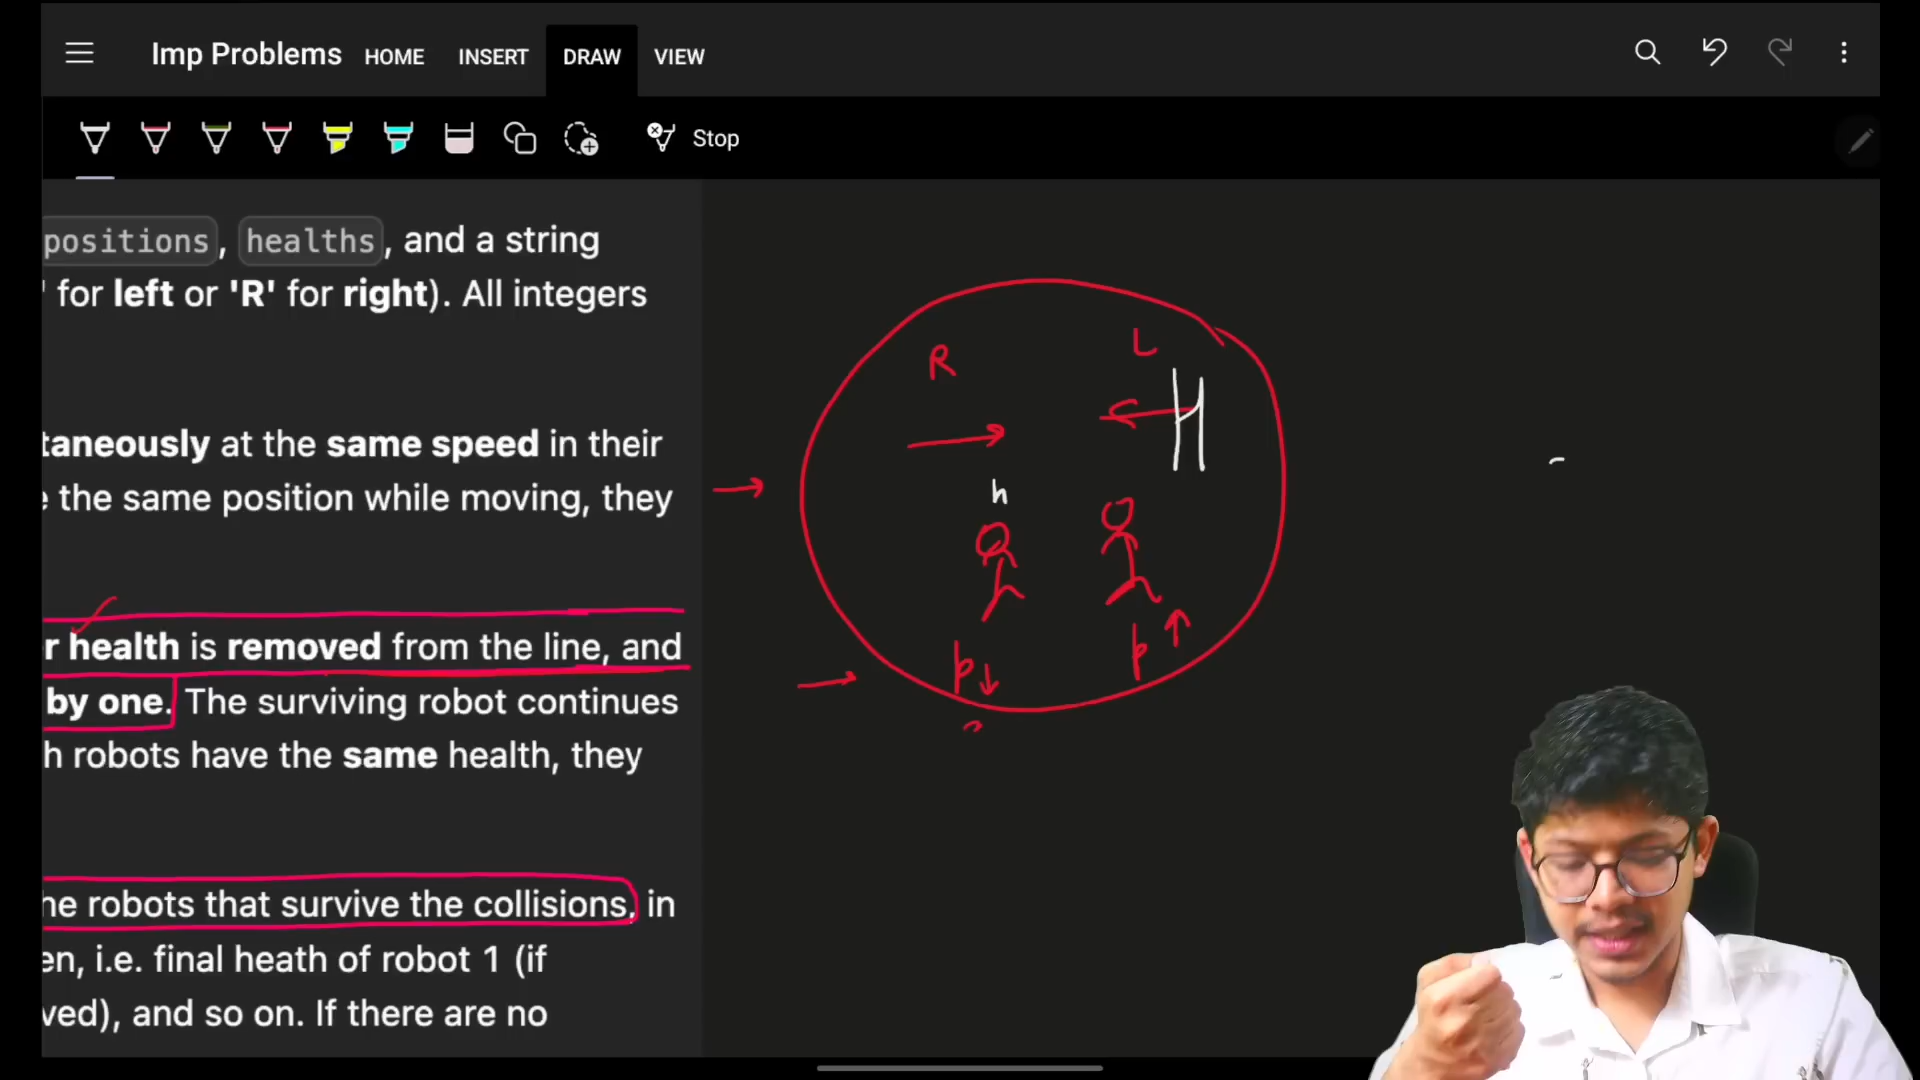 Imp Problems HOME INSERT DRAW VIEW
Stop
positions, healths, and a string
' for left or 'R' for right). All integers
taneously at the same speed in their
e the same position while moving, they
r health is removed from the line, and
by one. The surviving robot continues
h robots have the same health, they
he robots that survive the collisions, in
en, i.e. final heath of robot 1 (if
ved), and so on. If there are no
R L
h H
p↓ p↑